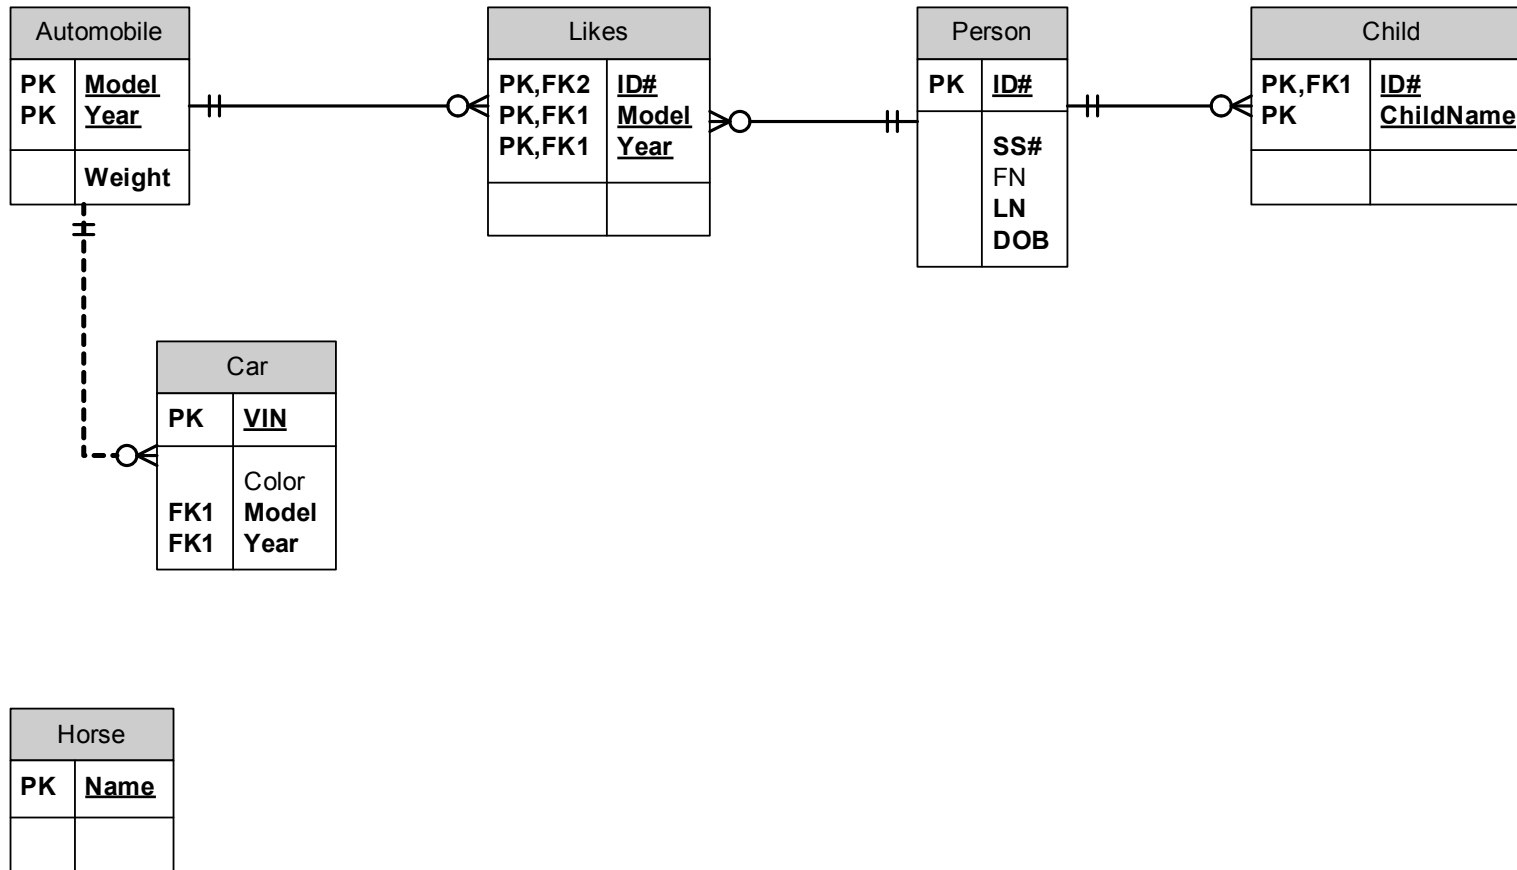 Automobile
PK Model
PK Year
Weight
Likes
PK,FK2 ID#
PK,FK1 Model
PK,FK1 Year
Person
PK ID#
SS#
FN
LN
DOB
Child
PK,FK1 ID#
PK ChildName
Car
PK VIN
Color
FK1 Model
FK1 Year
Horse
PK Name